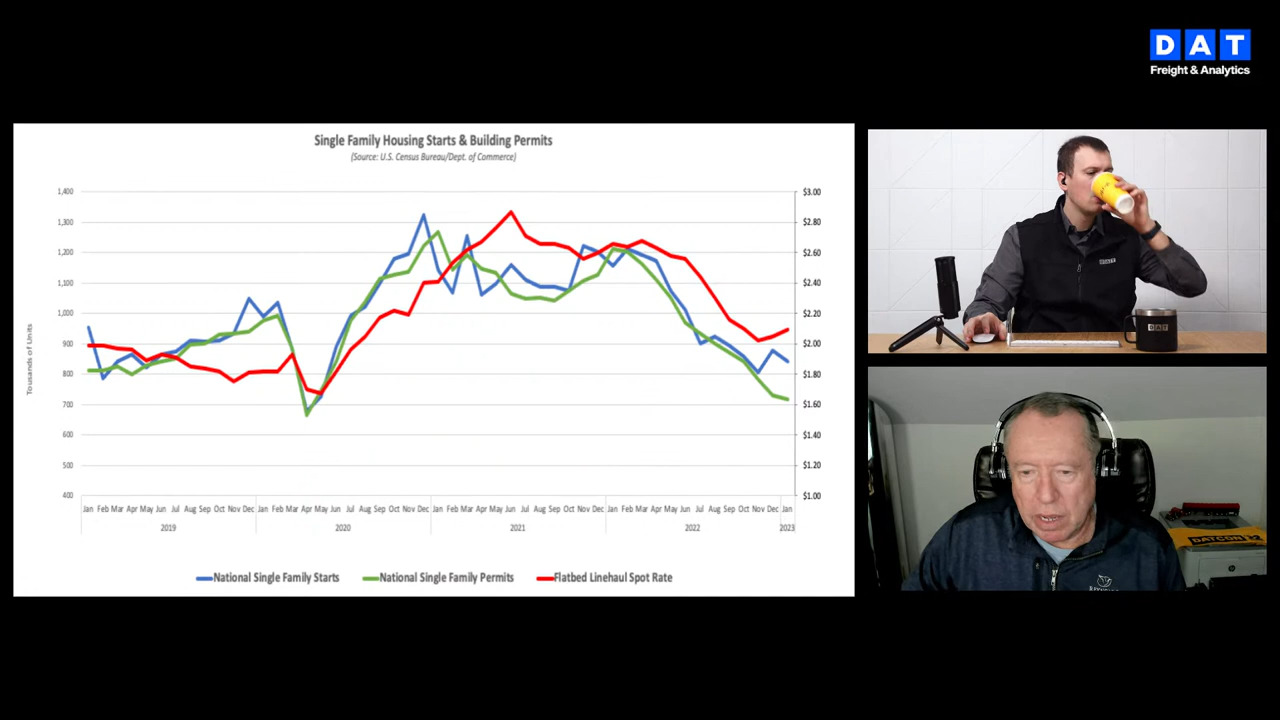 DAT
Freight & Analytics
Single Family Housing Starts & Building Permits
(Source: U.S. Census Bureau/Dept. of Commerce)
1,400
1,300
1,200
1,100
1,000
900
800
700
600
500
400
Tousands of Units
$3.00
$2.80
$2.60
$2.40
$2.20
$2.00
$1.80
$1.60
$1.40
$1.20
$1.00
Jan Feb Mar Apr May Jun Jul Aug Sep Oct Nov Dec Jan Feb Mar Apr May Jun Jul Aug Sep Oct Nov Dec Jan Feb Mar Apr May Jun Jul Aug Sep Oct Nov Dec Jan Feb Mar Apr May Jun Jul Aug Sep Oct Nov Dec Jan
2019 2020 2021 2022 2023
National Single Family Starts National Single Family Permits Flatbed Linehaul Spot Rate
DAT
DAT